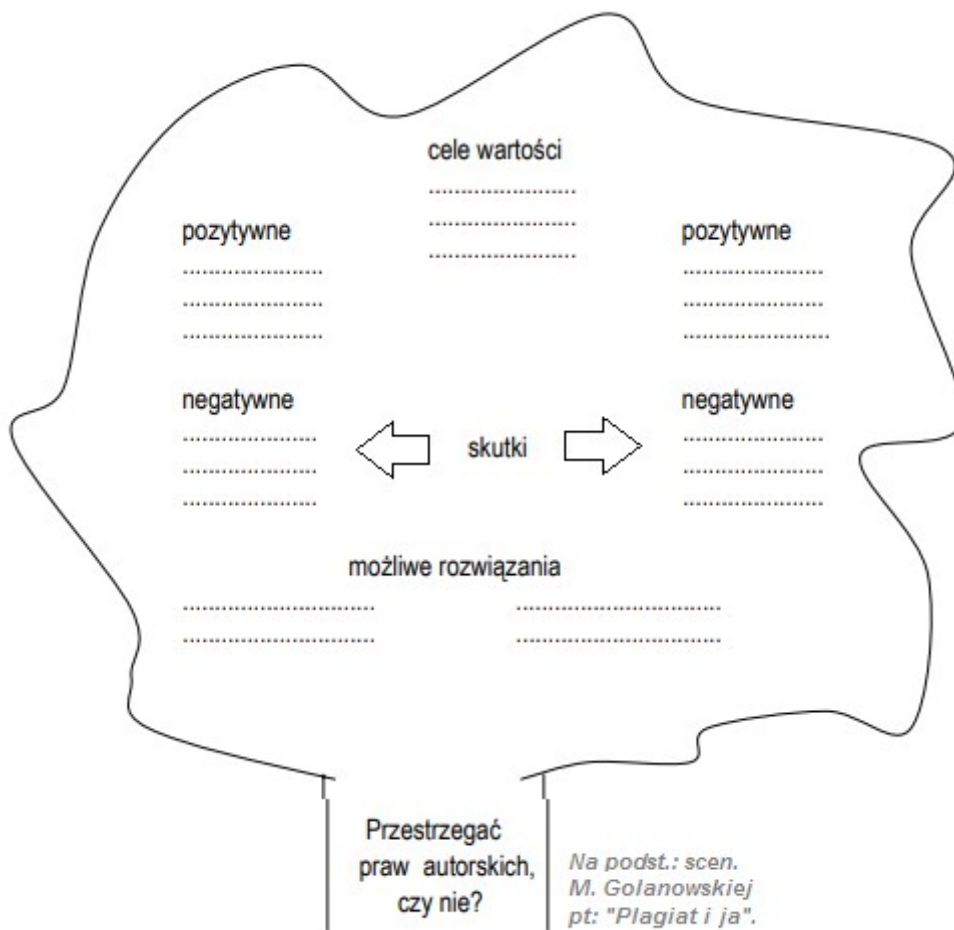 cele wartości
........................
........................
........................
pozytywne
.......................
.......................
.......................
pozytywne
.......................
.......................
........................
negatywne
......................
......................
......................
skutki
negatywne
.......................
.......................
.......................
możliwe rozwiązania
................................
..................................
................................
..................................
Przestrzegać
praw autorskich,
czy nie?
Na podst.: scen.
M. Golanowskiej
pt: "Plagiat i ja".